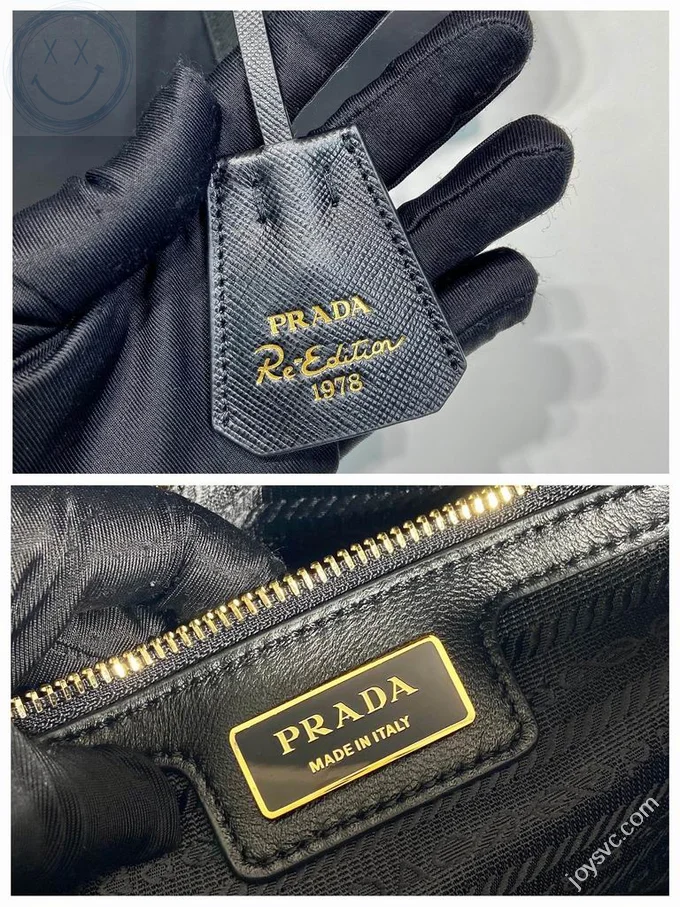 PRADA
Re-Edition
1978
PRADA
MADE IN ITALY
joysvc.com